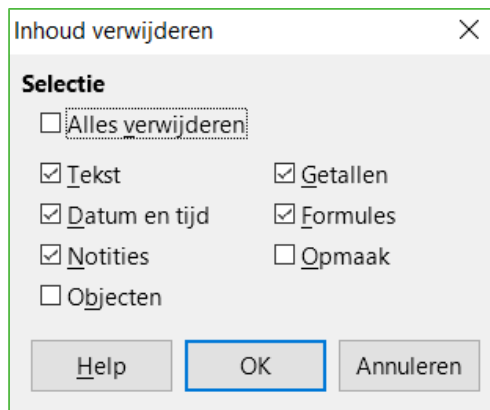 Inhoud verwijderen
Selectie
Alles verwijderen
Tekst
Getallen
Datum en tijd
Formules
Notities
Opmaak
Objecten
Help
OK
Annuleren